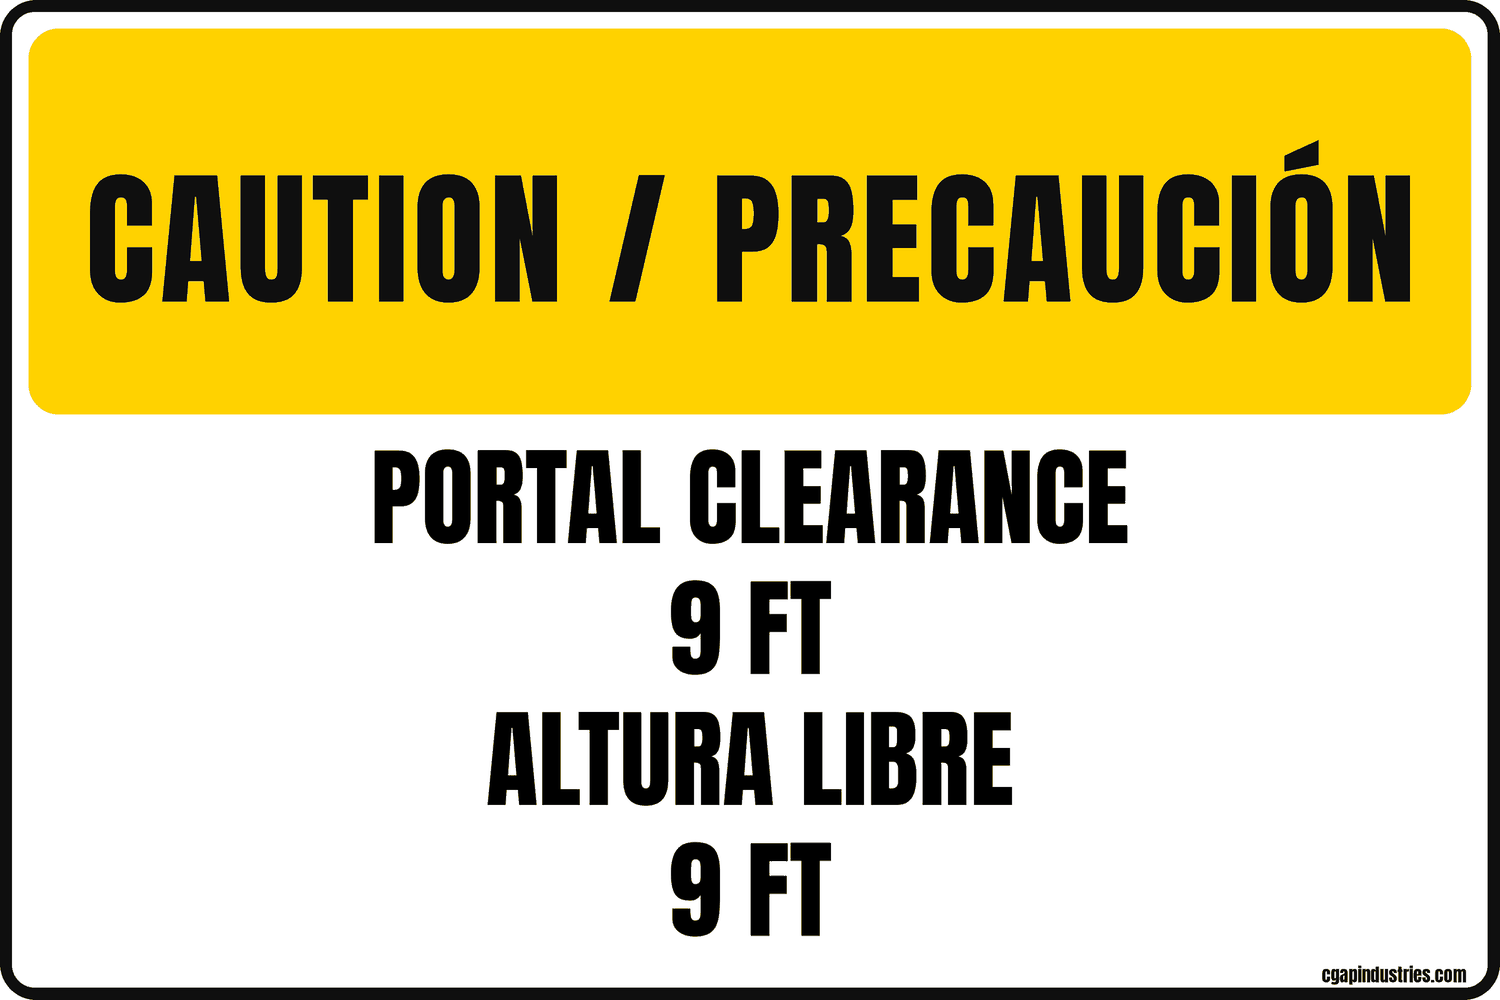 CAUTION / PRECAUCIÓN
PORTAL CLEARANCE
9 FT
ALTURA LIBRE
9 FT
cgapindustries.com